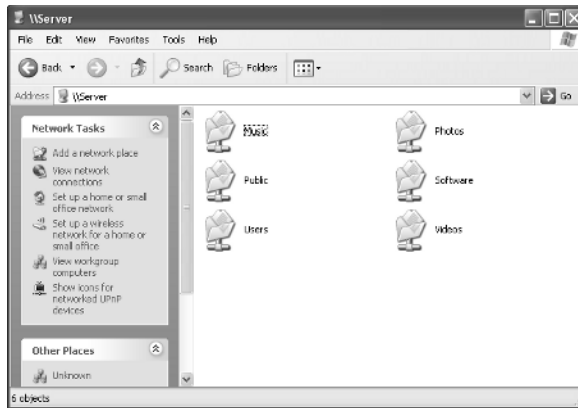 \\Server
File Edit View Favorites Tools Help
Back Search Folders
Address \\Server Go
Network Tasks
Add a network place
View network
connections
Set up a home or small
office network
Set up a wireless
network for a home or
small office
View workgroup
computers
Show icons for
networked UPnP
devices
Other Places
Unknown
Music Photos
Public Software
Users Videos
6 objects